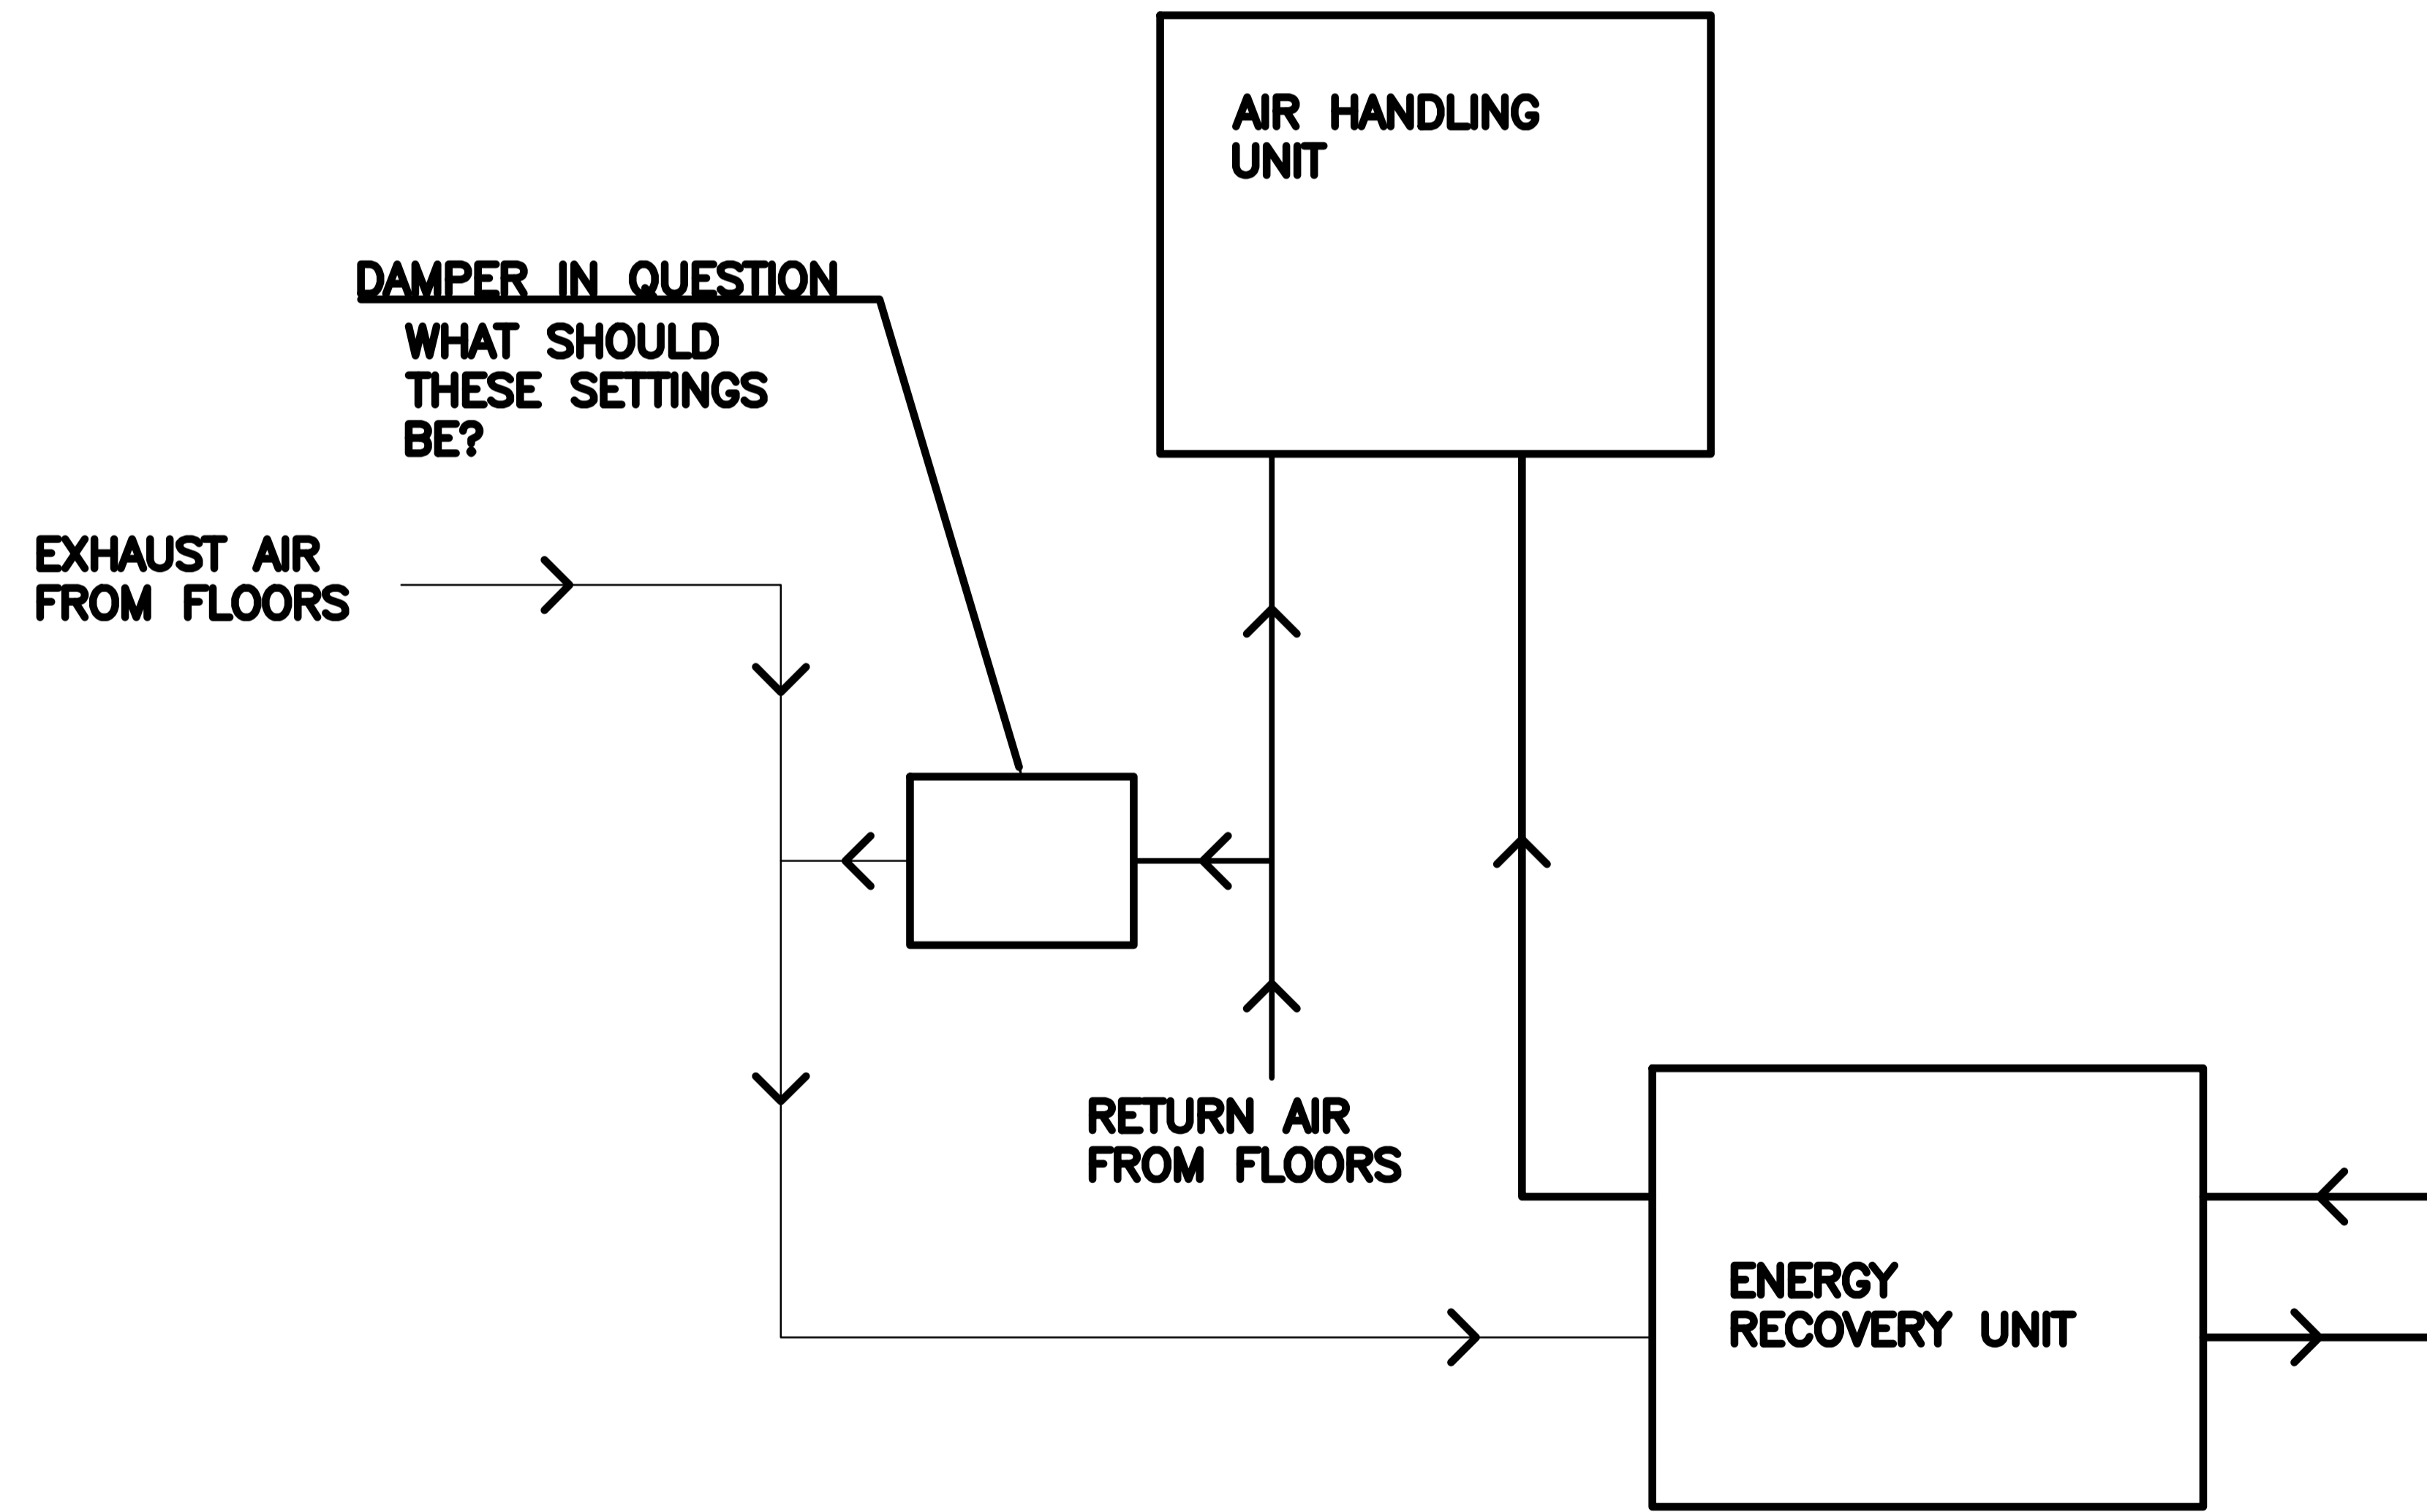 AIR HANDLING
UNIT
DAMPER IN QUESTION
WHAT SHOULD
THESE SETTINGS
BE?
EXHAUST AIR
FROM FLOORS
RETURN AIR
FROM FLOORS
ENERGY
RECOVERY UNIT